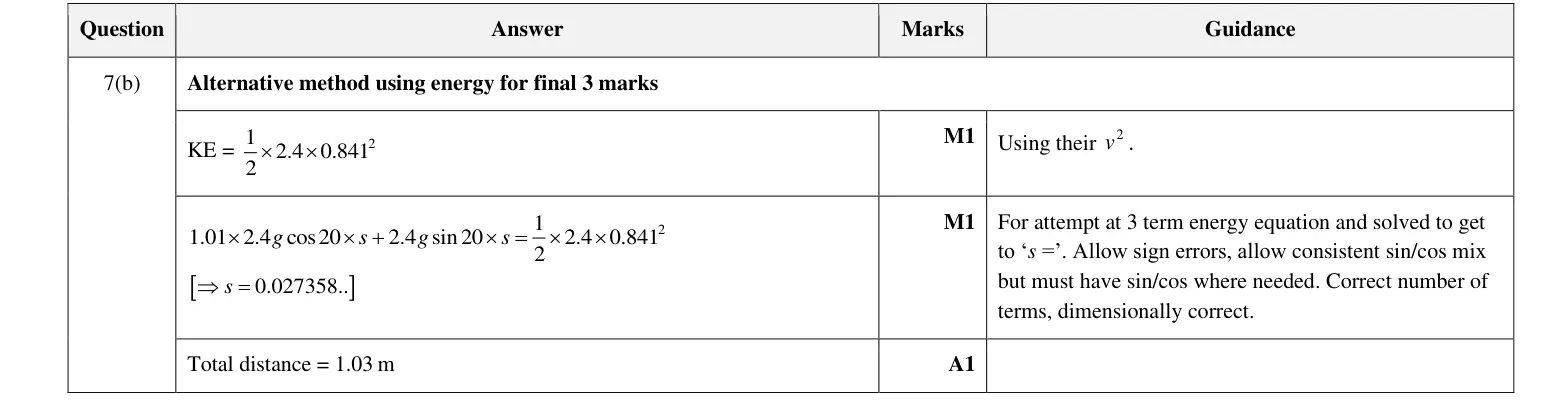 Question Answer Marks Guidance
7(b) Alternative method using energy for final 3 marks
KE = 1/2 × 2.4 × 0.841² M1 Using their v².
1.01 × 2.4g cos 20 × s + 2.4g sin 20 × s = 1/2 × 2.4 × 0.841² M1 For attempt at 3 term energy equation and solved to get
to ‘s =’. Allow sign errors, allow consistent sin/cos mix
[⇒ s = 0.027358..] but must have sin/cos where needed. Correct number of
terms, dimensionally correct.
Total distance = 1.03 m A1